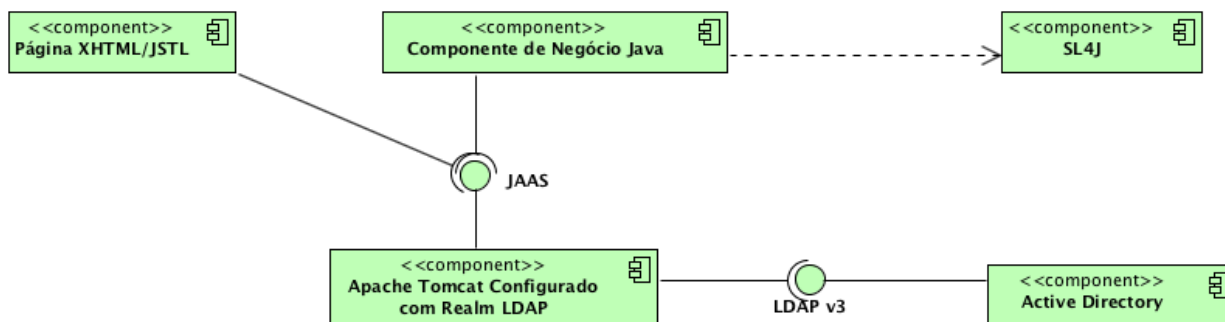 <<component>>
Página XHTML/JSTL
<<component>>
Componente de Negócio Java
<<component>>
SL4J
JAAS
<<component>>
Apache Tomcat Configurado
com Realm LDAP
LDAP v3
<<component>>
Active Directory